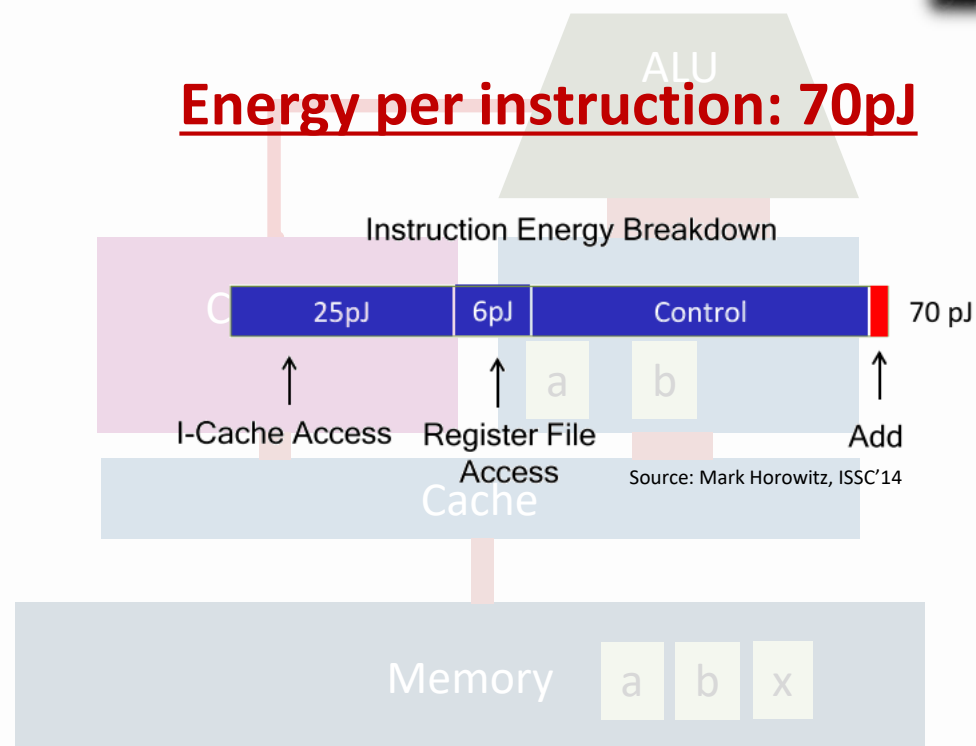 ALU
Energy per instruction: 70pJ
Instruction Energy Breakdown
25pJ 6pJ Control 70 pJ
a b
I-Cache Access Register File Access Add
Source: Mark Horowitz, ISSC'14
Cache
Memory a b x